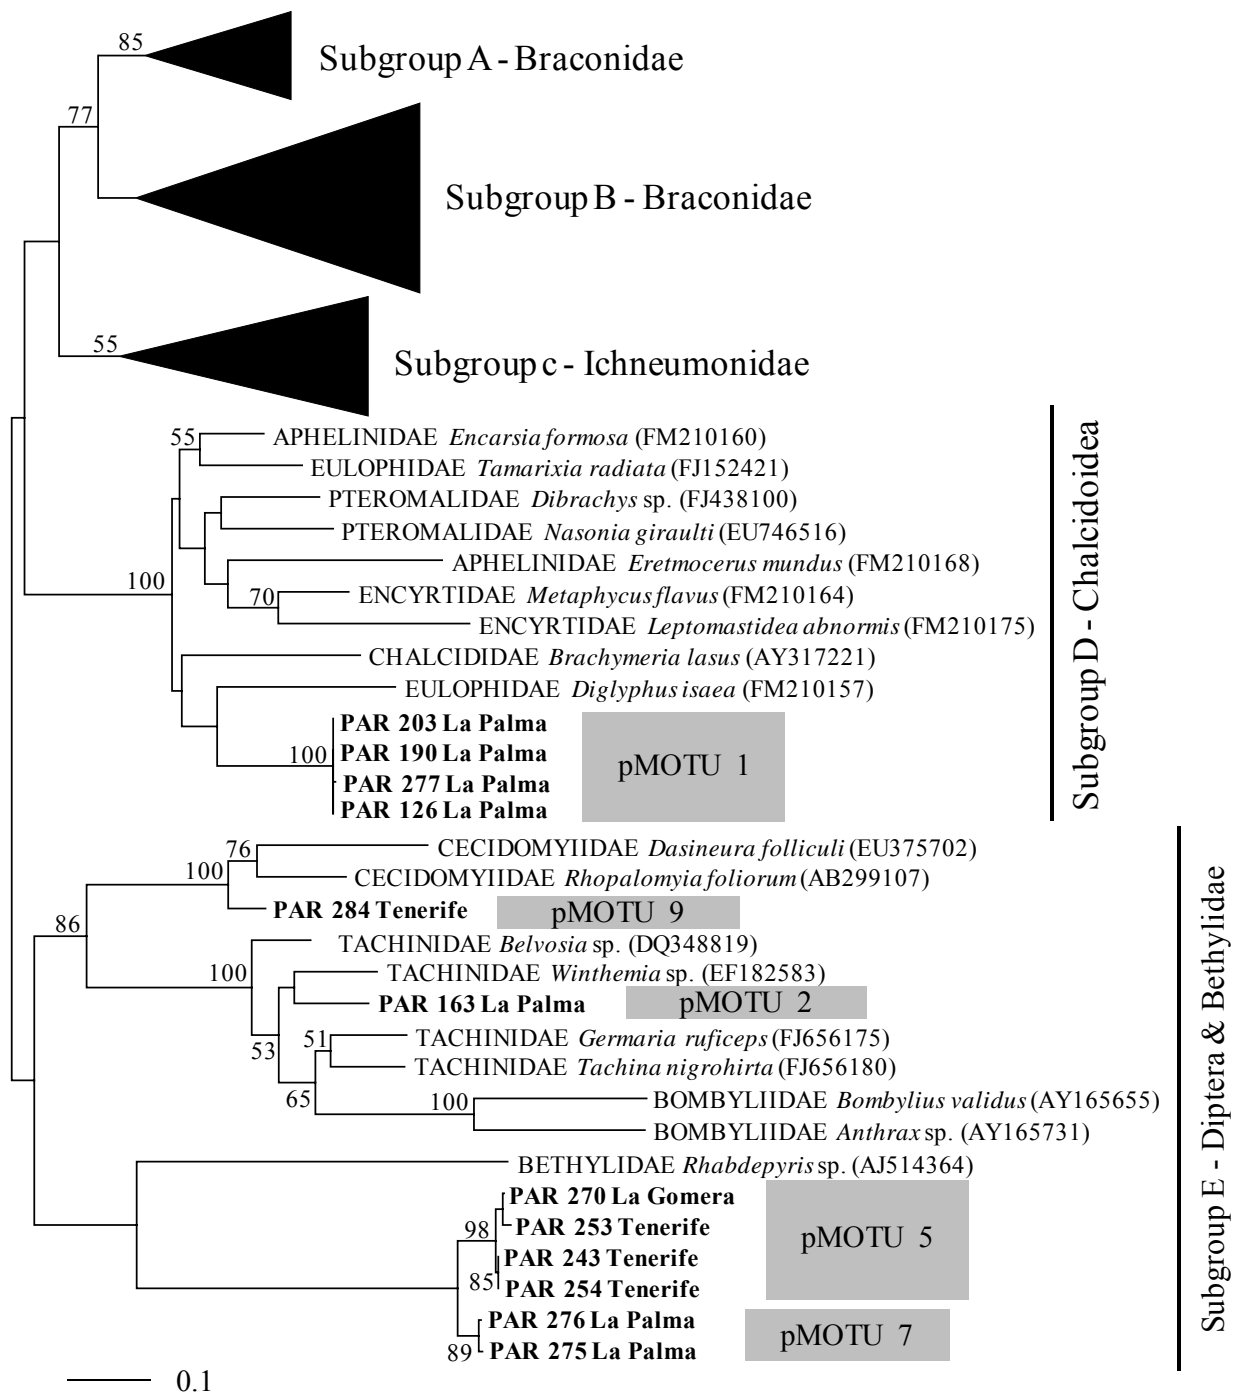 85
Subgroup A - Braconidae
77
Subgroup B - Braconidae
55
Subgroup c - Ichneumonidae
55
APHELINIDAE Encarsia formosa (FM210160)
EULOPHIDAE Tamarixia radiata (FJ152421)
PTEROMALIDAE Dibrachys sp. (FJ438100)
PTEROMALIDAE Nasonia giraulti (EU746516)
APHELINIDAE Eretmocerus mundus (FM210168)
100
70
ENCYRTIDAE Metaphycus flavus (FM210164)
ENCYRTIDAE Leptomastidea abnormis (FM210175)
CHALCIDIDAE Brachymeria lasus (AY317221)
EULOPHIDAE Diglyphus isaea (FM210157)
PAR 203 La Palma
100
PAR 190 La Palma
PAR 277 La Palma
PAR 126 La Palma
pMOTU 1
Subgroup D - Chalcidoidea
76
CECIDOMYIIDAE Dasineura folliculi (EU375702)
100
CECIDOMYIIDAE Rhopalomyia foliorum (AB299107)
PAR 284 Tenerife
pMOTU 9
86
TACHINIDAE Belvosia sp. (DQ348819)
100
TACHINIDAE Winthemia sp. (EF182583)
PAR 163 La Palma
pMOTU 2
53
51
TACHINIDAE Germaria ruficeps (FJ656175)
TACHINIDAE Tachina nigrohirta (FJ656180)
65
100
BOMBYLIIDAE Bombylius validus (AY165655)
BOMBYLIIDAE Anthrax sp. (AY165731)
BETHYLIDAE Rhabdepyris sp. (AJ514364)
PAR 270 La Gomera
98
PAR 253 Tenerife
PAR 243 Tenerife
85
PAR 254 Tenerife
pMOTU 5
PAR 276 La Palma
89
PAR 275 La Palma
pMOTU 7
Subgroup E - Diptera & Bethylidae
0.1